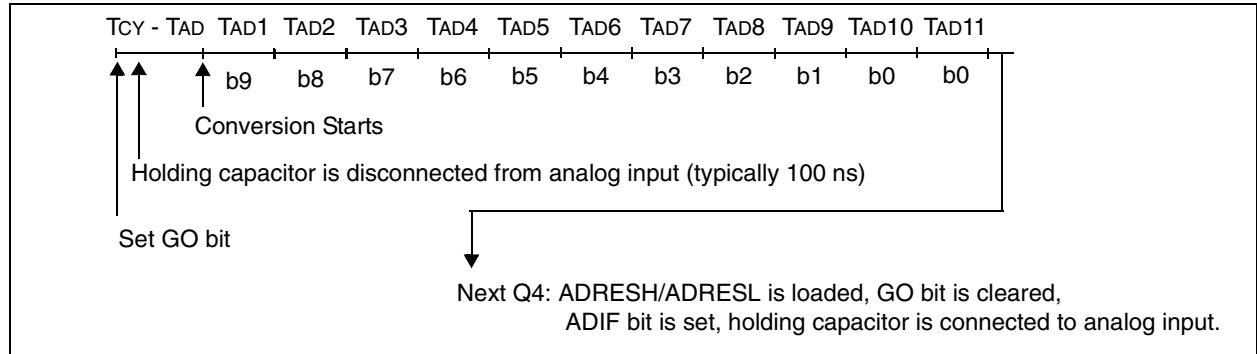 TCY - TAD TAD1 TAD2 TAD3 TAD4 TAD5 TAD6 TAD7 TAD8 TAD9 TAD10 TAD11
b9 b8 b7 b6 b5 b4 b3 b2 b1 b0 b0
Conversion Starts
Holding capacitor is disconnected from analog input (typically 100 ns)
Set GO bit
Next Q4: ADRESH/ADRESL is loaded, GO bit is cleared,
ADIF bit is set, holding capacitor is connected to analog input.